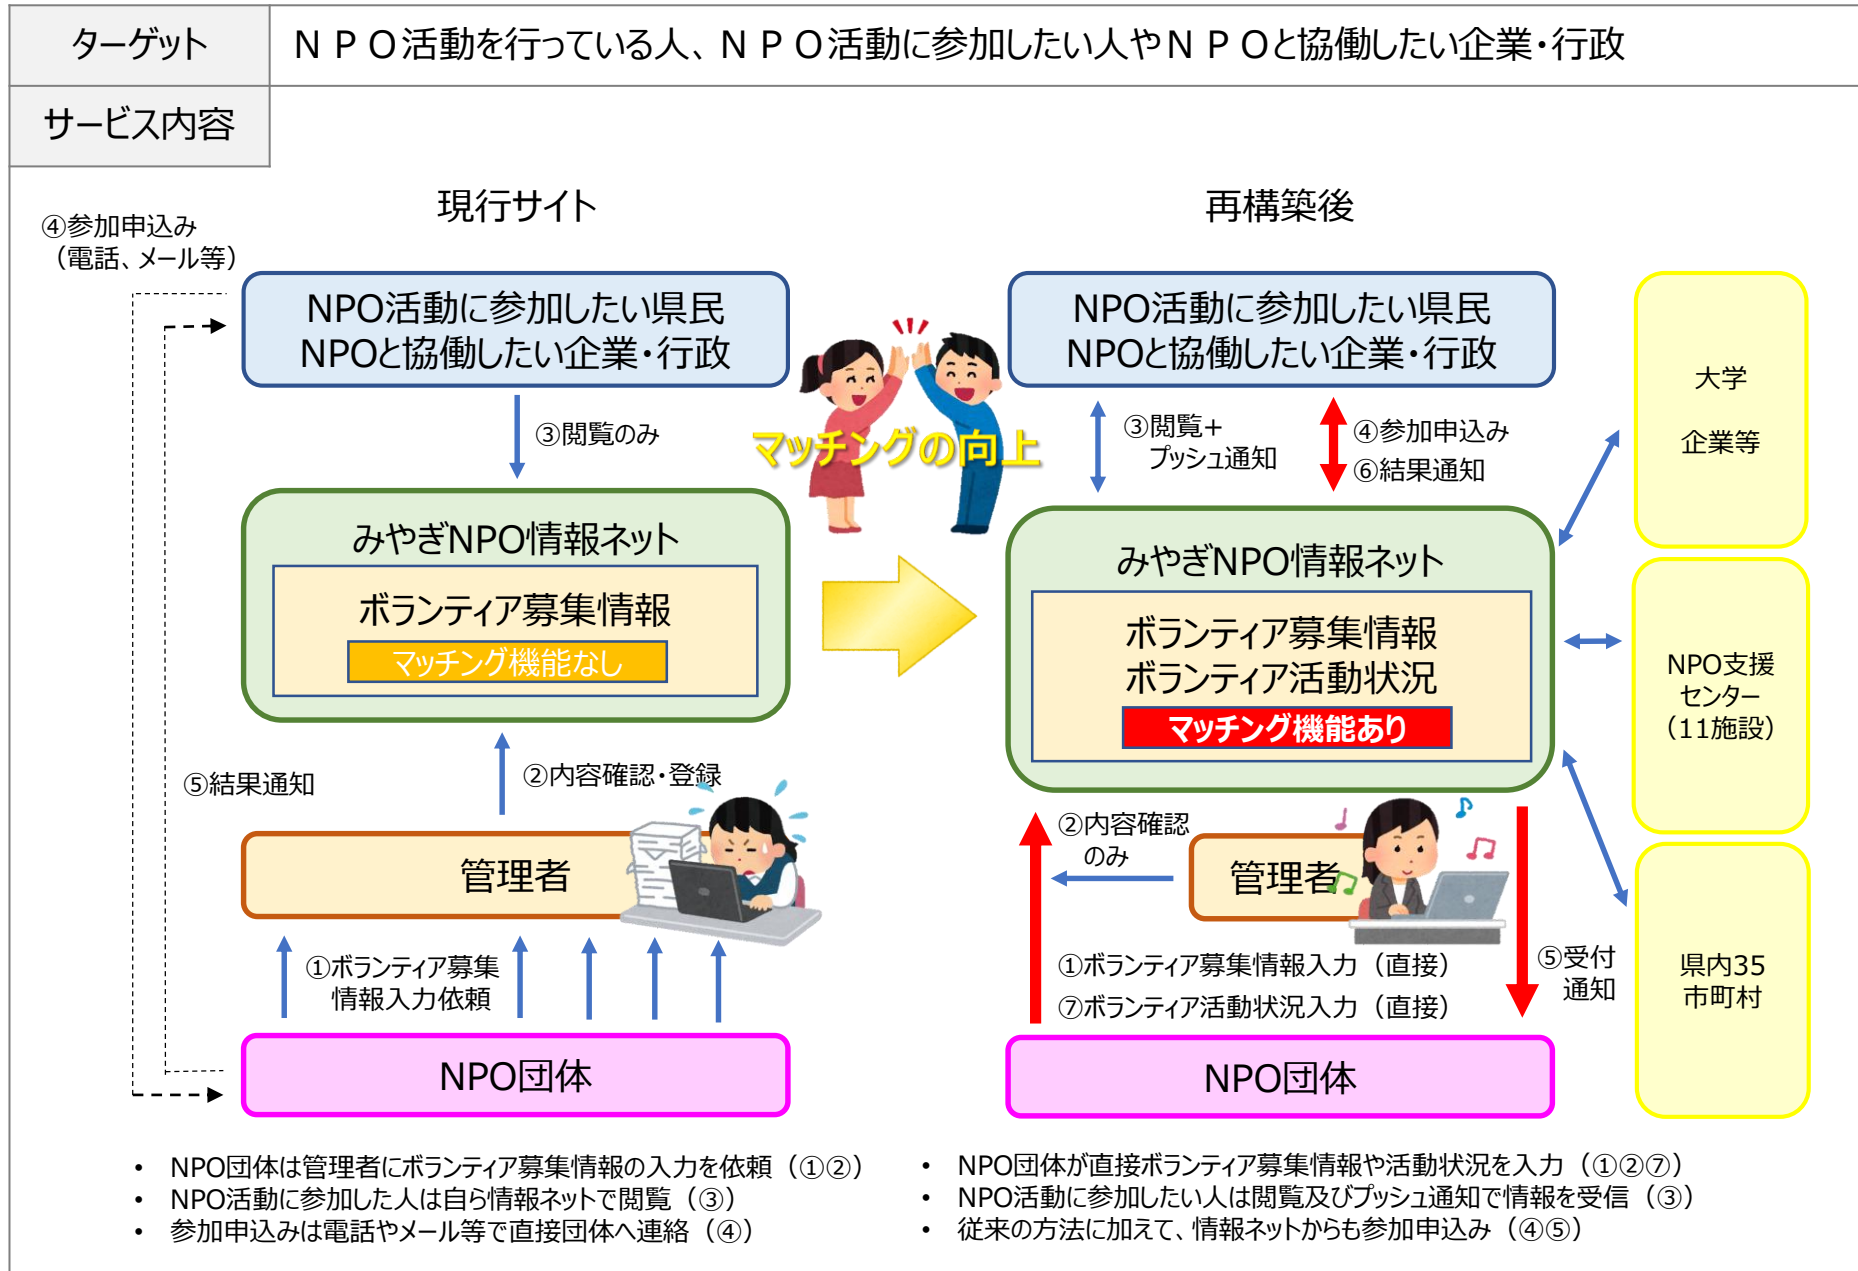 ターゲット
ＮＰＯ活動を行っている人、ＮＰＯ活動に参加したい人やＮＰＯと協働したい企業・行政
サービス内容
現行サイト
④参加申込み
（電話、メール等）
NPO活動に参加したい県民
NPOと協働したい企業・行政
③閲覧のみ
みやぎNPO情報ネット
ボランティア募集情報
マッチング機能なし
②内容確認・登録
⑤結果通知
管理者
①ボランティア募集
情報入力依頼
NPO団体
マッチングの向上
再構築後
NPO活動に参加したい県民
NPOと協働したい企業・行政
③閲覧+
プッシュ通知
④参加申込み
⑥結果通知
みやぎNPO情報ネット
ボランティア募集情報
ボランティア活動状況
マッチング機能あり
②内容確認
のみ
管理者
①ボランティア募集情報入力（直接）
⑦ボランティア活動状況入力（直接）
⑤受付
通知
NPO団体
大学
企業等
NPO支援
センター
（11施設）
県内35
市町村
• NPO団体は管理者にボランティア募集情報の入力を依頼（①②）
• NPO活動に参加した人は自ら情報ネットで閲覧（③）
• 参加申込みは電話やメール等で直接団体へ連絡（④）
• NPO団体が直接ボランティア募集情報や活動状況を入力（①②⑦）
• NPO活動に参加したい人は閲覧及びプッシュ通知で情報を受信（③）
• 従来の方法に加えて、情報ネットからも参加申込み（④⑤）